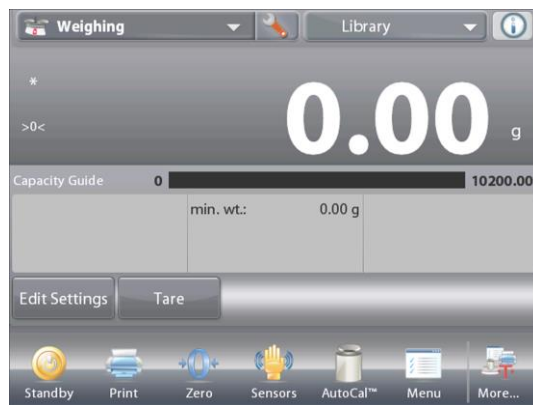 Weighing Library
*
>0<
0.00 g
Capacity Guide 0 10200.00
min. wt.: 0.00 g
Edit Settings Tare
Standby Print Zero Sensors AutoCal™ Menu More...